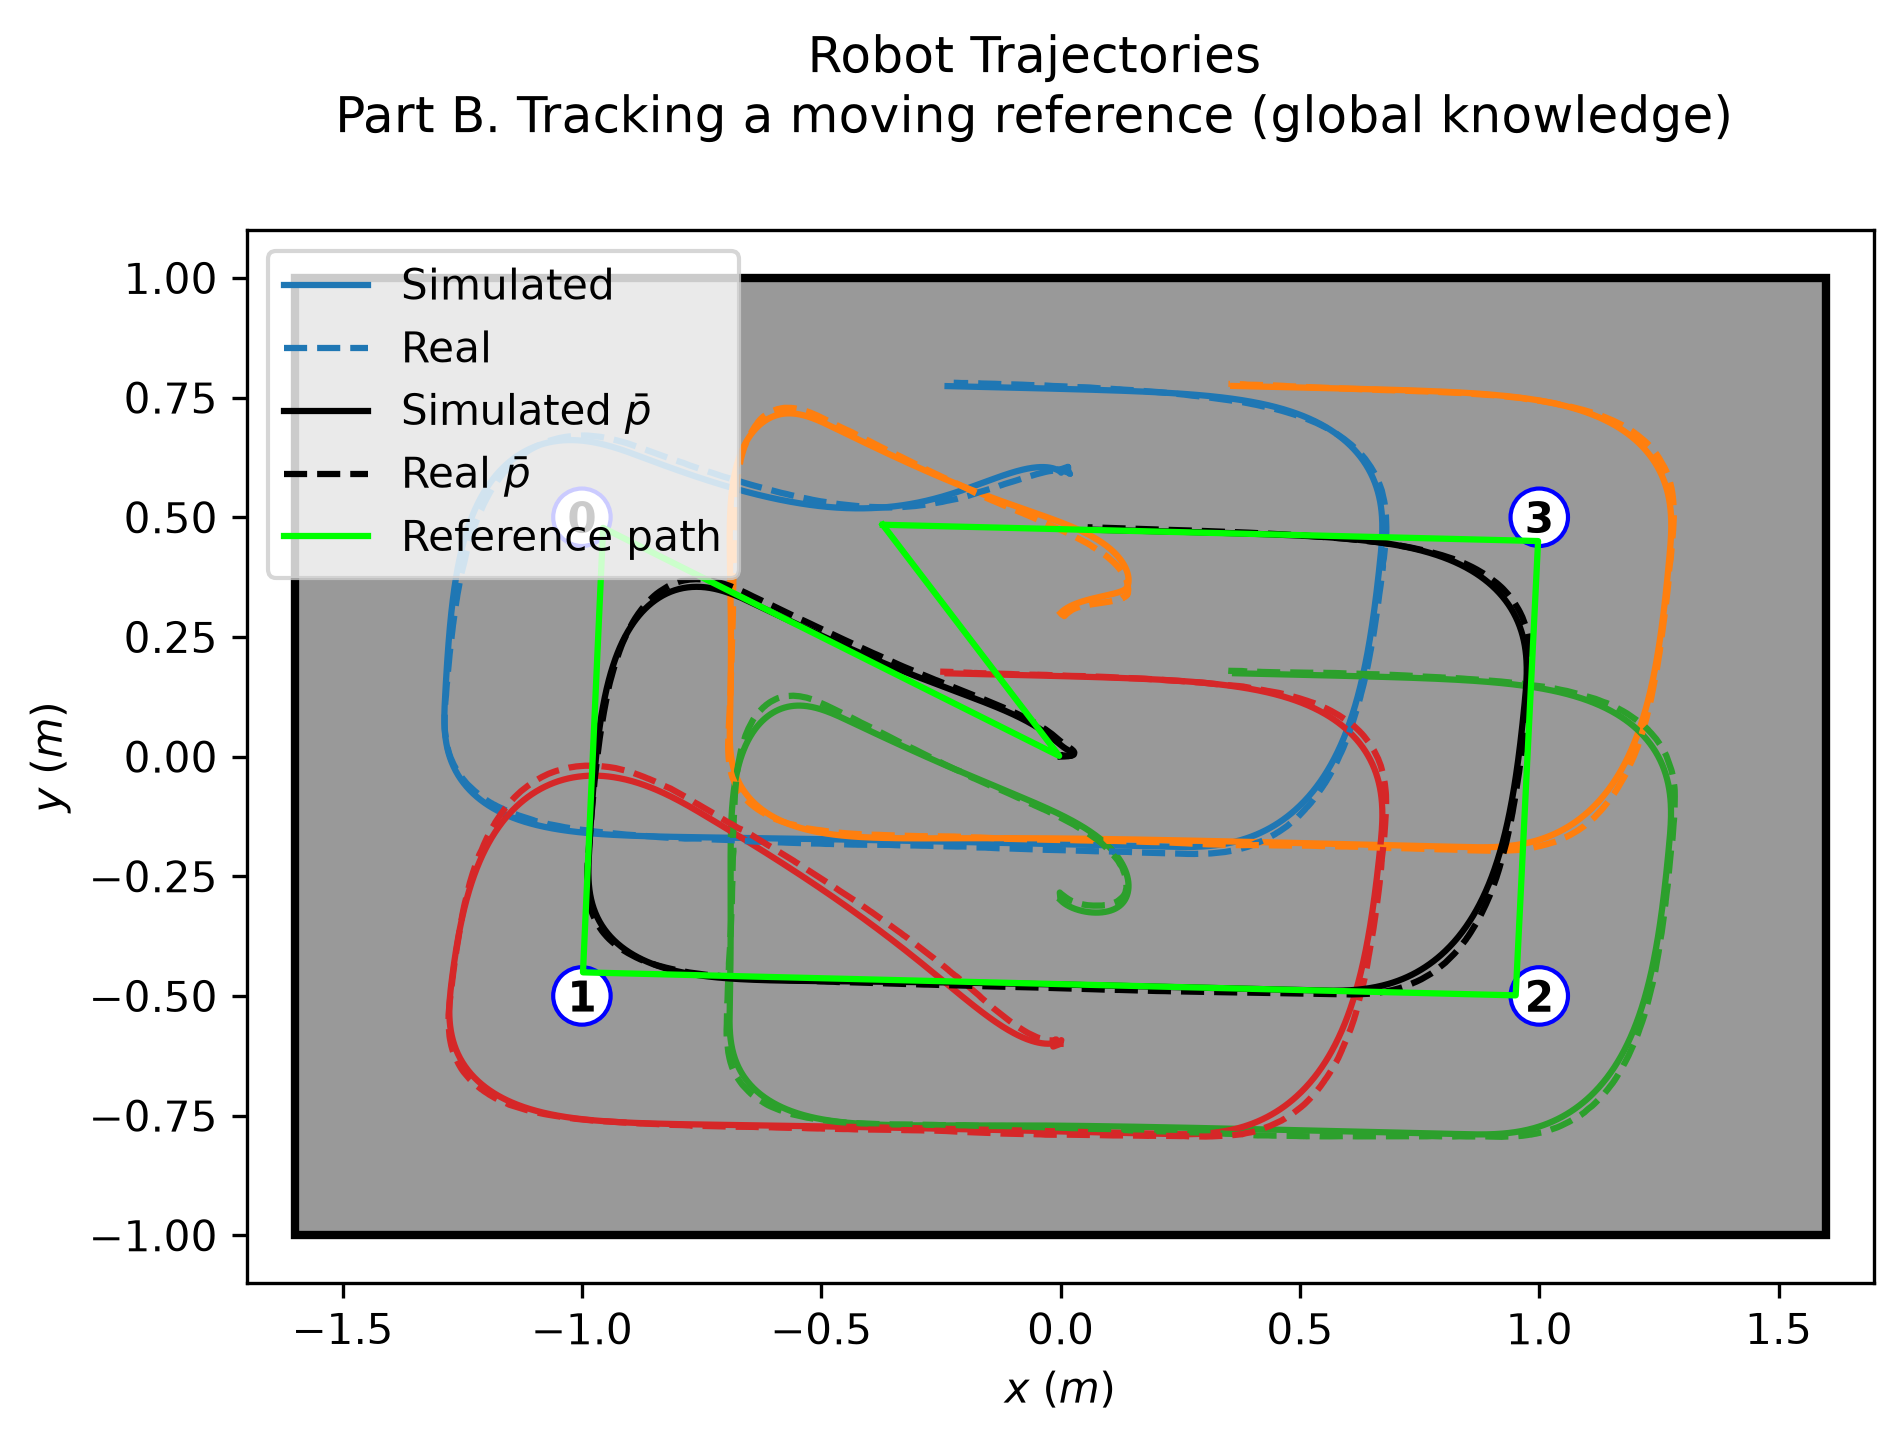 Robot Trajectories
Part B. Tracking a moving reference (global knowledge)
Simulated
Real
Simulated p̄
Real p̄
Reference path
0
3
1
2
1.00
0.75
0.50
0.25
0.00
−0.25
−0.50
−0.75
−1.00
y (m)
−1.5 −1.0 −0.5 0.0 0.5 1.0 1.5
x (m)